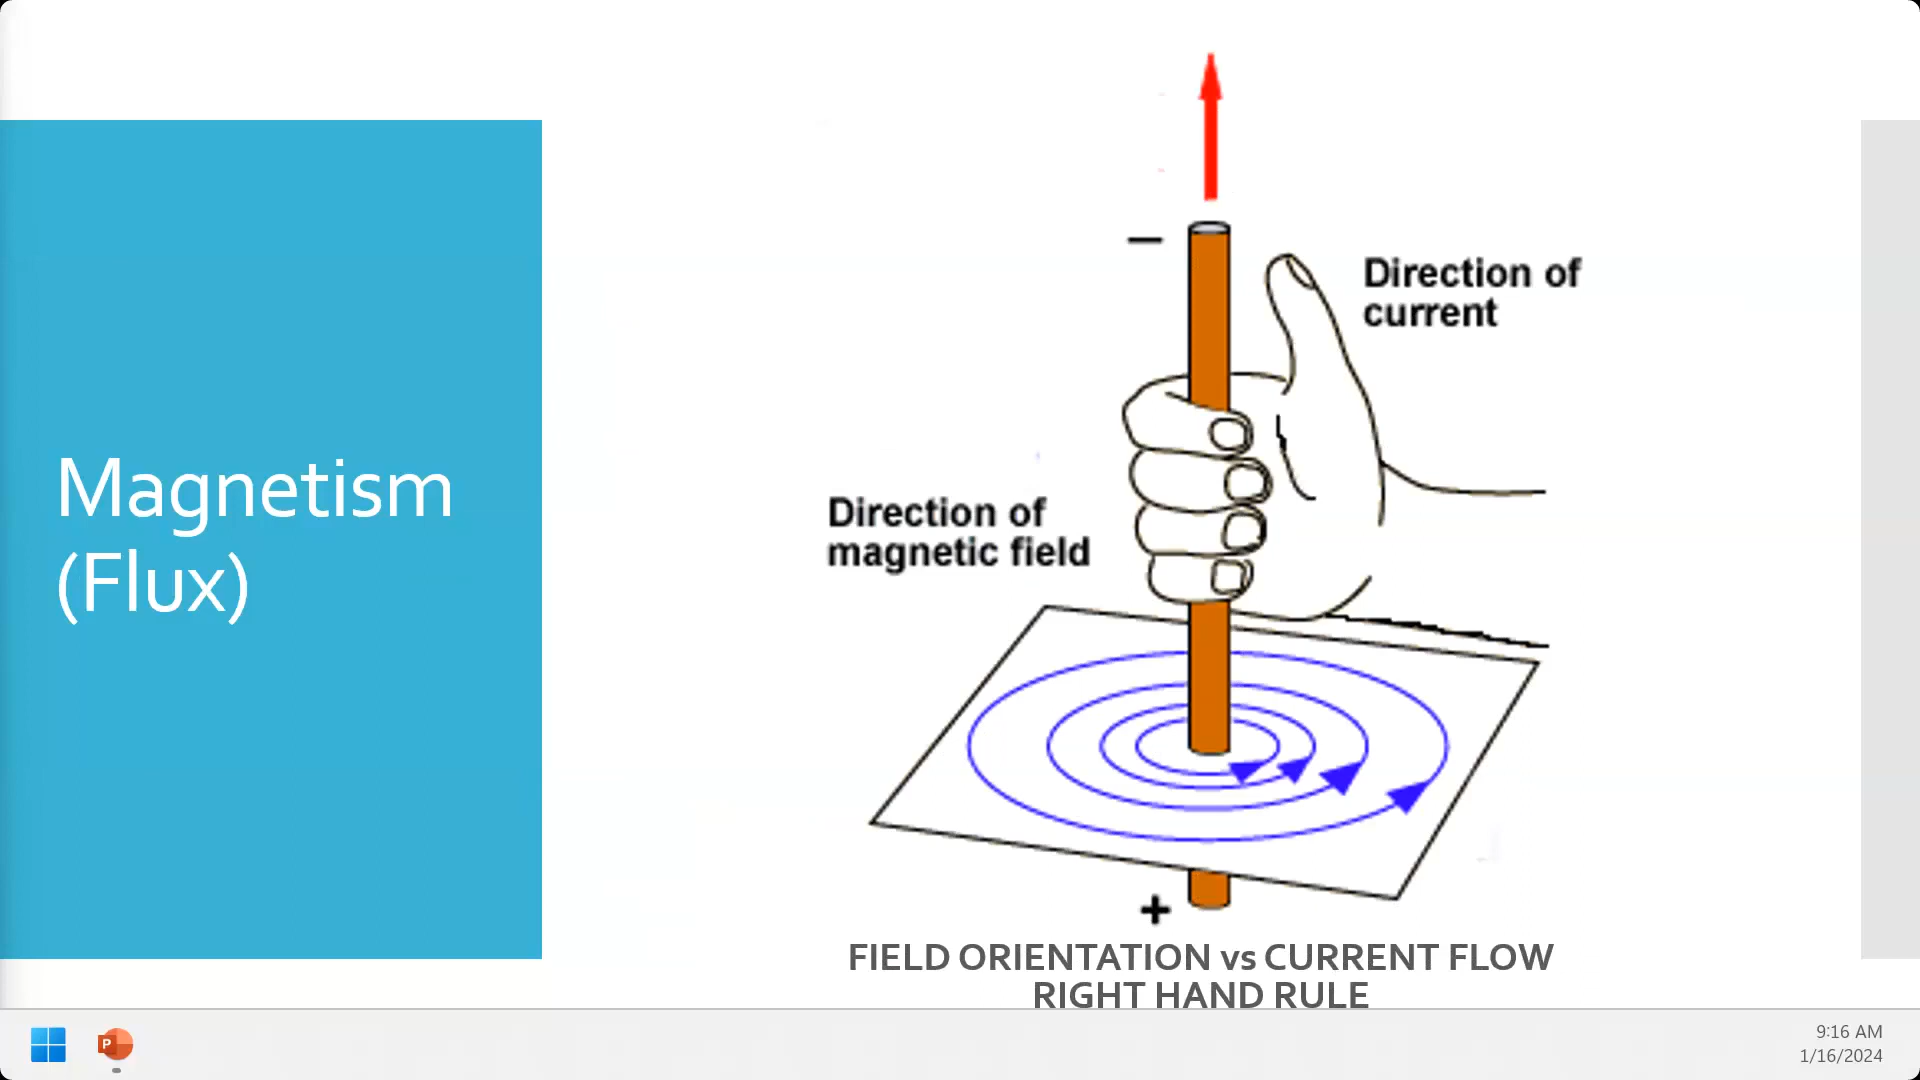 Magnetism
(Flux)
–
Direction of
current
Direction of
magnetic field
+
FIELD ORIENTATION vs CURRENT FLOW
RIGHT HAND RULE
P
9:16 AM
1/16/2024